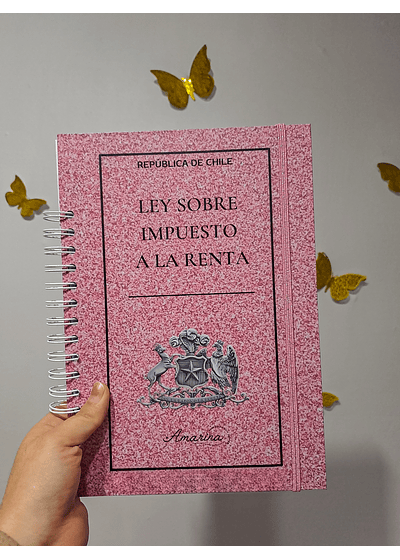 REPÚBLICA DE CHILE
LEY SOBRE
IMPUESTO
A LA RENTA
Amarina